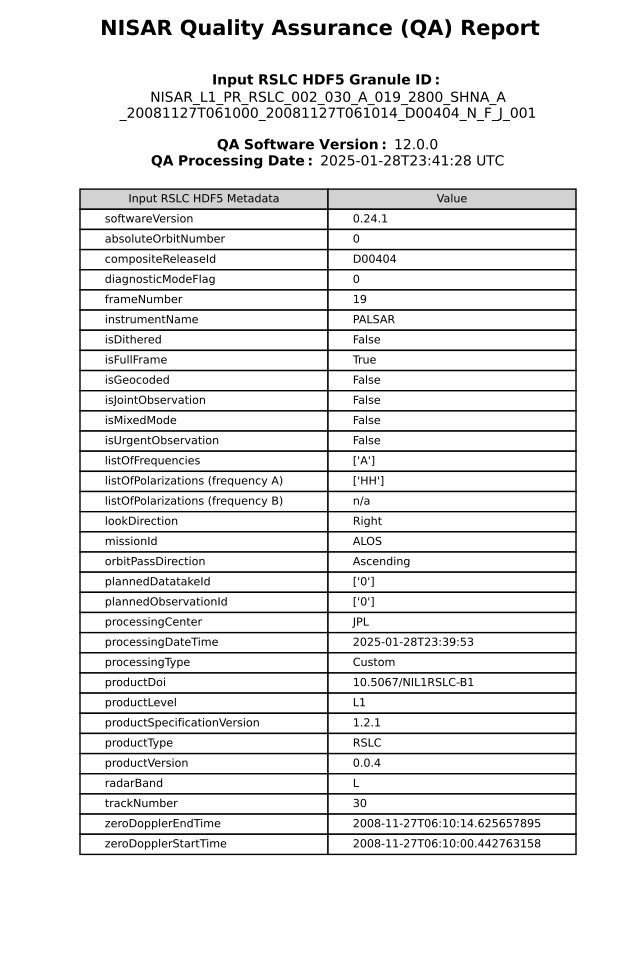 NISAR Quality Assurance (QA) Report
Input RSLC HDF5 Granule ID:
NISAR_L1_PR_RSLC_002_030_A_019_2800_SHNA_A
_20081127T061000_20081127T061014_D00404_N_F_J_001
QA Software Version: 12.0.0
QA Processing Date: 2025-01-28T23:41:28 UTC
Input RSLC HDF5 Metadata Value
softwareVersion 0.24.1
absoluteOrbitNumber 0
compositeReleaseId D00404
diagnosticModeFlag 0
frameNumber 19
instrumentName PALSAR
isDithered False
isFullFrame True
isGeocoded False
isJointObservation False
isMixedMode False
isUrgentObservation False
listOfFrequencies ['A']
listOfPolarizations (frequency A) ['HH']
listOfPolarizations (frequency B) n/a
lookDirection Right
missionId ALOS
orbitPassDirection Ascending
plannedDatatakeId ['0']
plannedObservationId ['0']
processingCenter JPL
processingDateTime 2025-01-28T23:39:53
processingType Custom
productDoi 10.5067/NIL1RSLC-B1
productLevel L1
productSpecificationVersion 1.2.1
productType RSLC
productVersion 0.0.4
radarBand L
trackNumber 30
zeroDopplerEndTime 2008-11-27T06:10:14.625657895
zeroDopplerStartTime 2008-11-27T06:10:00.442763158